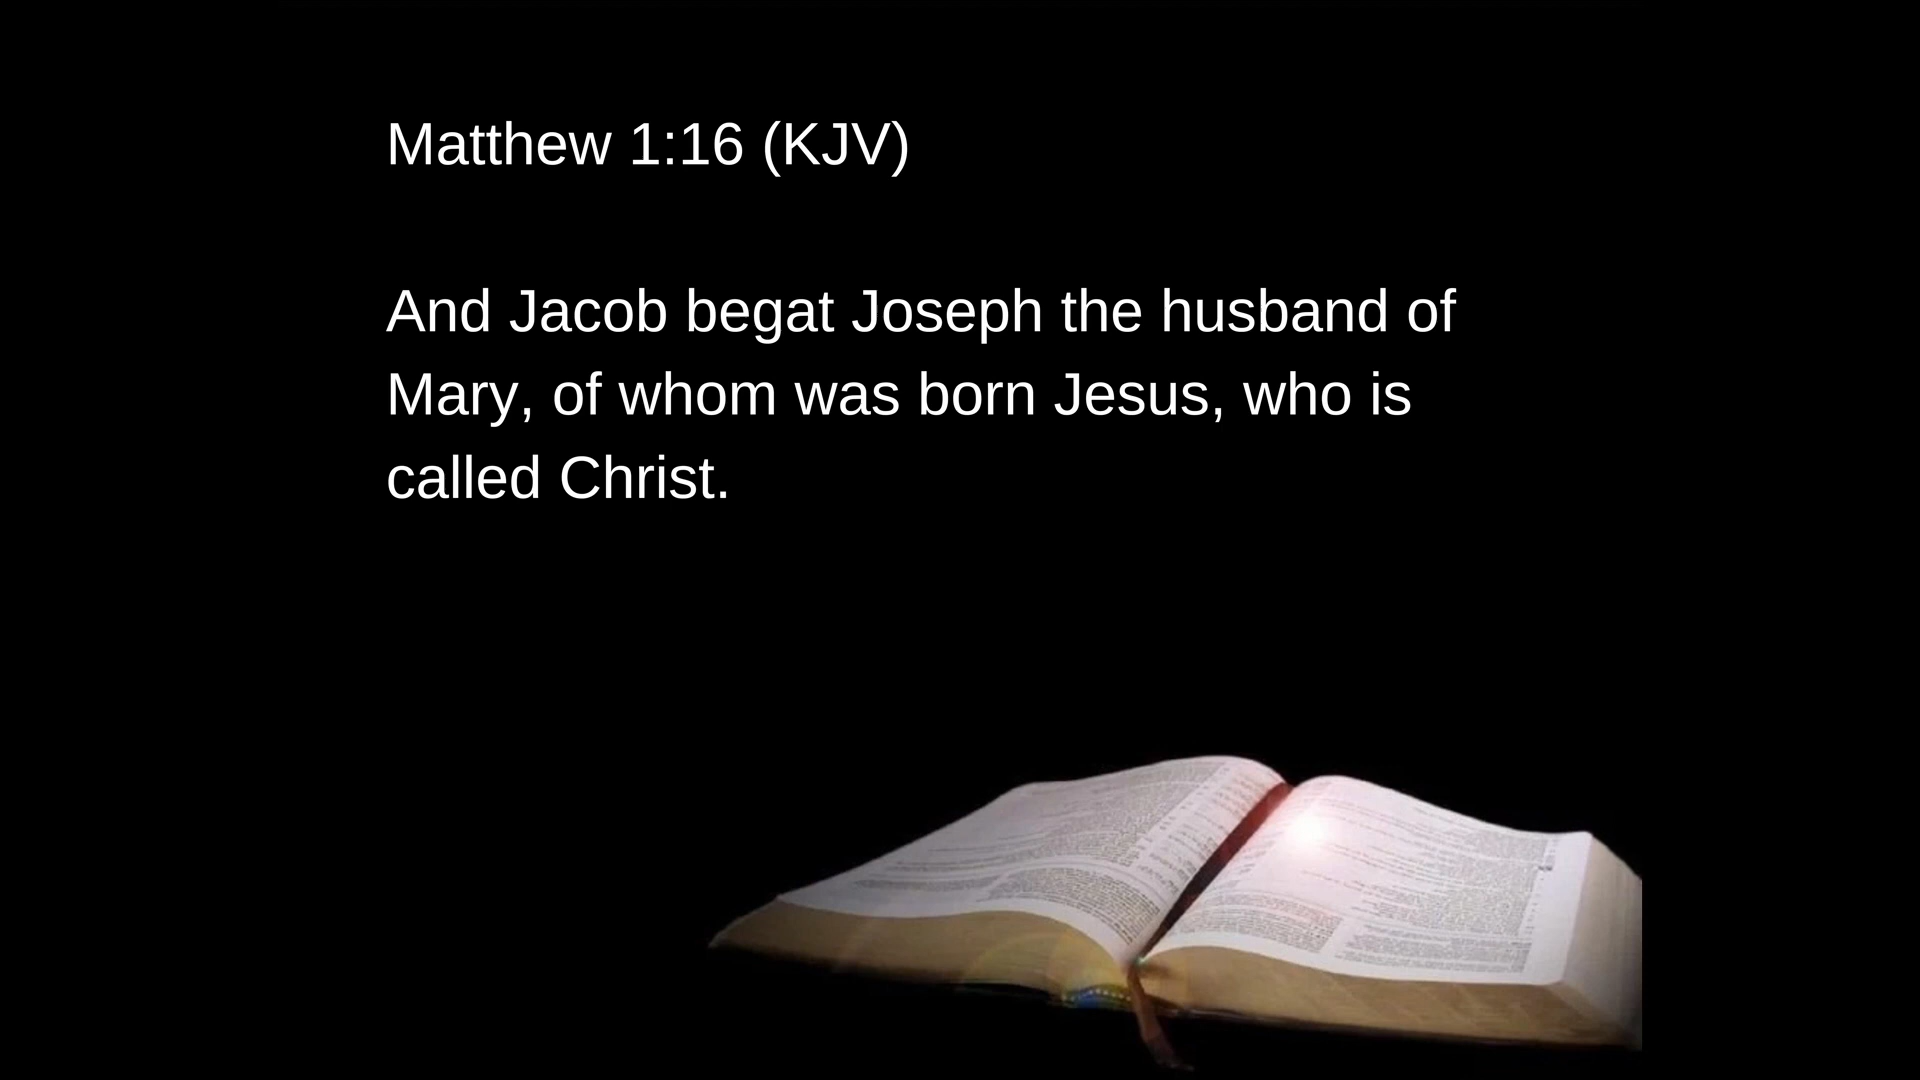 Matthew 1:16 (KJV)
And Jacob begat Joseph the husband of
Mary, of whom was born Jesus, who is
called Christ.